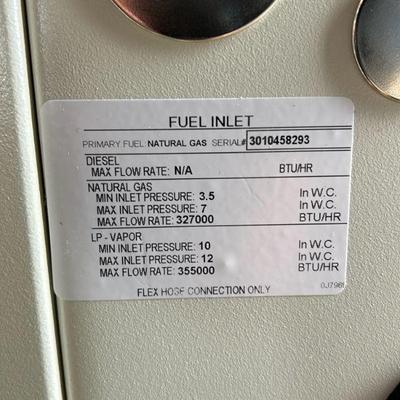 FUEL INLET
PRIMARY FUEL: NATURAL GAS SERIAL# 3010458293
DIESEL
MAX FLOW RATE: N/A BTU/HR
NATURAL GAS
MIN INLET PRESSURE: 3.5 In W.C.
MAX INLET PRESSURE: 7 In W.C.
MAX FLOW RATE: 327000 BTU/HR
LP - VAPOR
MIN INLET PRESSURE: 10 In W.C.
MAX INLET PRESSURE: 12 In W.C.
MAX FLOW RATE: 355000 BTU/HR
FLEX HOSE CONNECTION ONLY